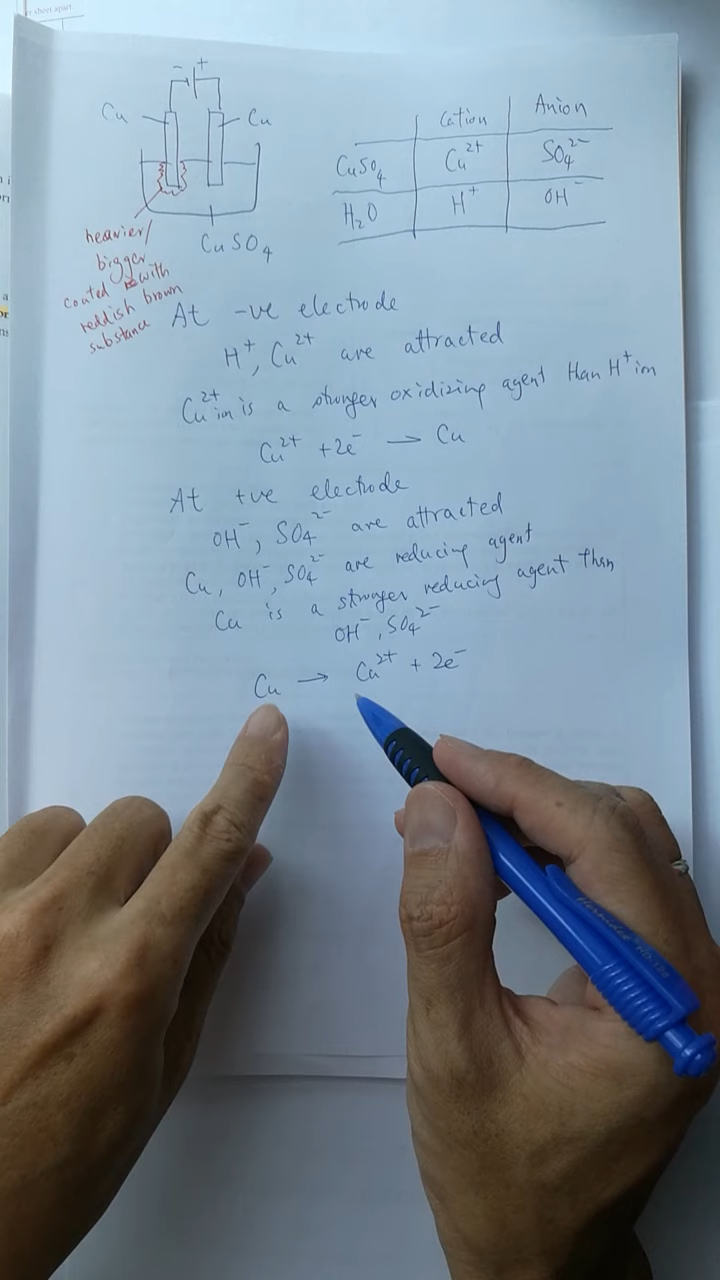 er sheet apart.
- +
Cu
Cu
CuSO₄
heavier/
bigger
coated with
reddish brown
substance
Cation Anion
CuSO₄ Cu²⁺ SO₄²⁻
H₂O H⁺ OH⁻
At -ve electrode
H⁺, Cu²⁺ are attracted
Cu²⁺ ion is a stronger oxidizing agent than H⁺ ion
Cu²⁺ + 2e⁻ → Cu
At +ve electrode
OH⁻, SO₄²⁻ are attracted
Cu, OH⁻, SO₄²⁻ are reducing agent
Cu is a stronger reducing agent than
OH⁻, SO₄²⁻
Cu → Cu²⁺ + 2e⁻